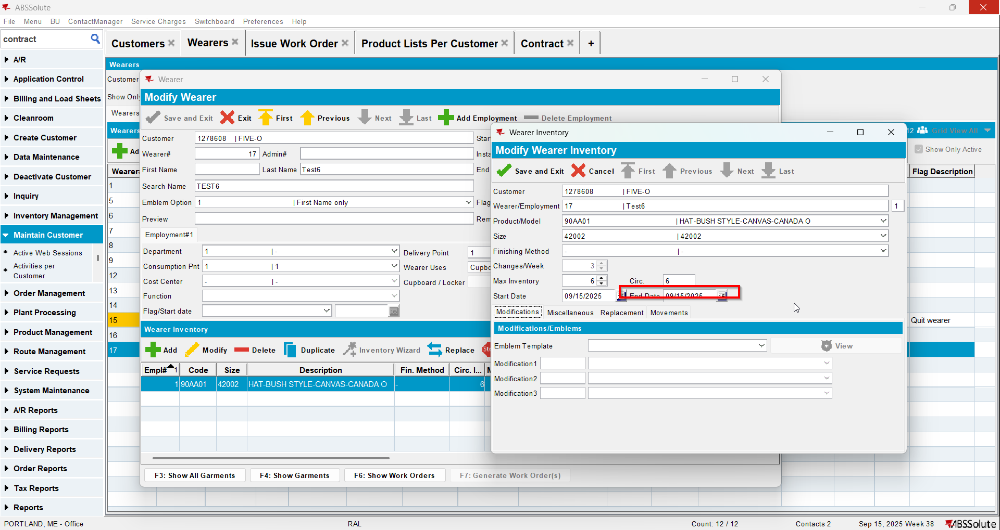 ABSSolute
File Menu BU ContactManager Service Charges Switchboard Preferences Help
contract
Customers Wearers Issue Work Order Product Lists Per Customer Contract +
A/R
Application Control
Billing and Load Sheets
Cleanroom
Create Customer
Data Maintenance
Deactivate Customer
Inquiry
Inventory Management
Maintain Customer
Active Web Sessions
Activities per
Customer
Order Management
Plant Processing
Product Management
Route Management
Service Requests
System Maintenance
A/R Reports
Billing Reports
Delivery Reports
Order Reports
Tax Reports
Reports
Wearers
Customer
Show Only
Wearers
Wearers
12 Grid View All
Ad
Show Only Active
Wearer
Flag Description
1
5
6
7
8
9
12
13
14
15 Quit wearer
16
17
Wearer
Modify Wearer
Save and Exit Exit First Previous Next Last Add Employment Delete Employment
Customer 1278608 | FIVE-O Star
Wearer# 17 Admin# Insta
First Name Last Name Test6 End
Search Name TEST6
Emblem Option 1 | First Name only Flag
Preview Rem
Employment#1
Department 1 | - Delivery Point 1
Consumption Pnt 1 | 1 Wearer Uses Cupbo
Cost Center - | - Cupboard / Locker
Function
Flag/Start date 16
Wearer Inventory
Add Modify Delete Duplicate Inventory Wizard Replace
Empl# 1 Code Size Description Fin. Method Circ. I...
1 90AA01 42002 HAT-BUSH STYLE-CANVAS-CANADA O - 6
F3: Show All Garments F4: Show Garments F6: Show Work Orders F7: Generate Work Order(s)
Wearer Inventory
Modify Wearer Inventory
Save and Exit Cancel First Previous Next Last
Customer 1278608 | FIVE-O
Wearer/Employment 17 | Test6 1
Product/Model 90AA01 | HAT-BUSH STYLE-CANVAS-CANADA O
Size 42002 | 42002
Finishing Method - | -
Changes/Week 3
Max Inventory 6 Circ. 6
Start Date 09/15/2025 End Date 09/15/2025
Modifications Miscellaneous Replacement Movements
Modifications/Emblems
Emblem Template View
Modification1
Modification2
Modification3
PORTLAND, ME - Office RAL Count: 12 / 12 Contacts 2 Sep 15, 2025 Week 38 ABSSolute